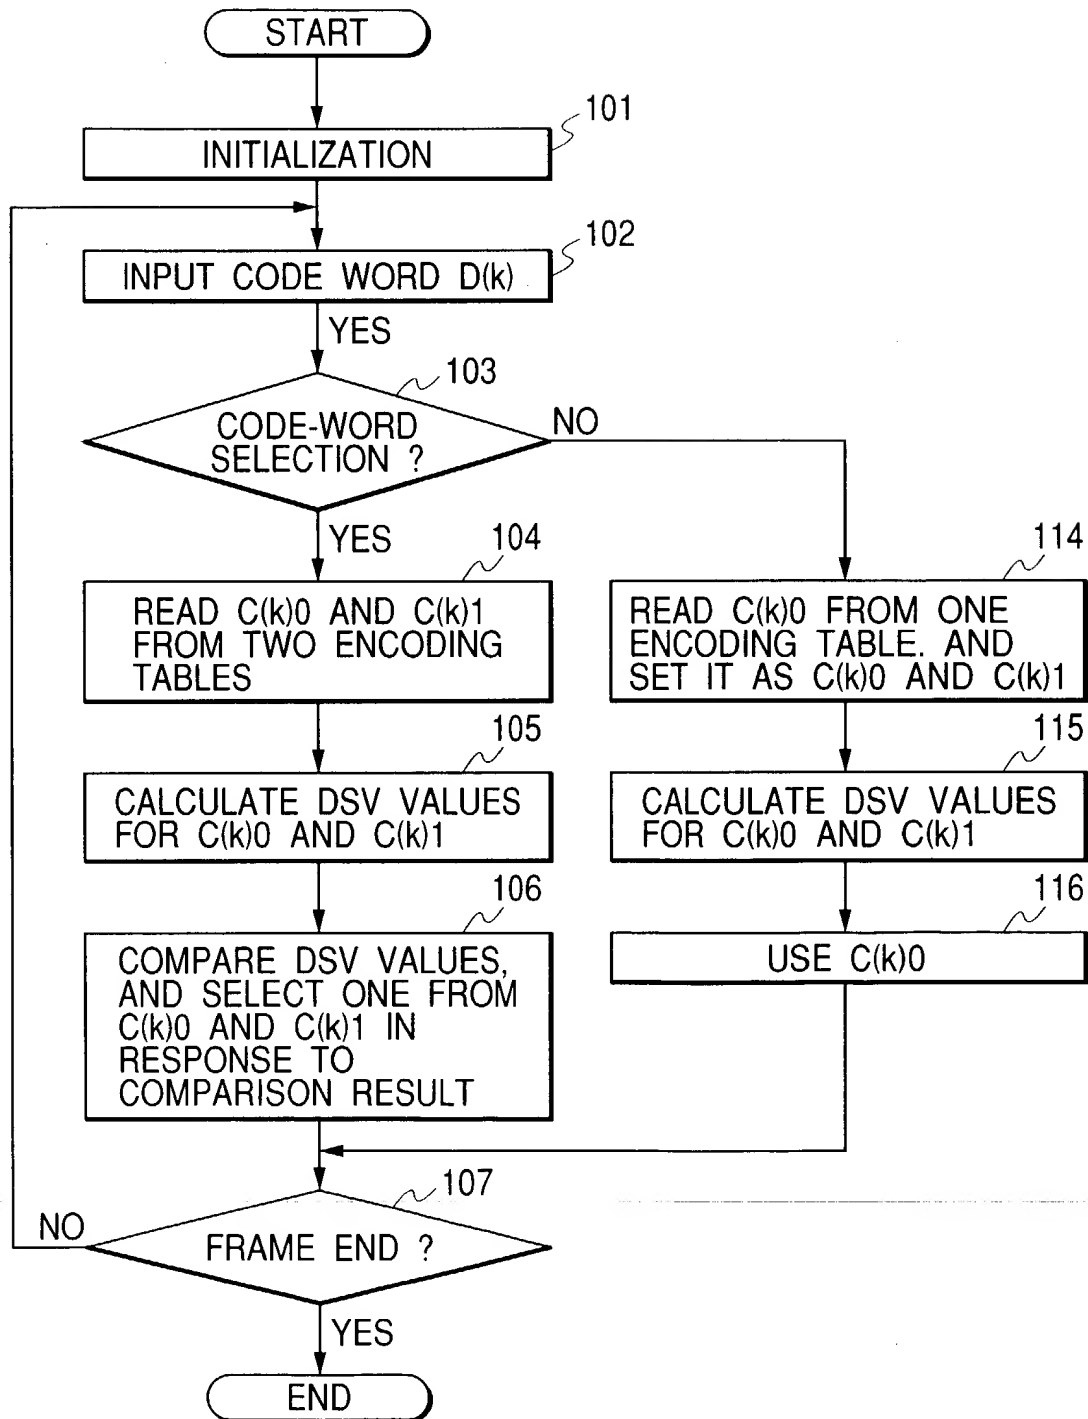 START
101
INITIALIZATION
102
INPUT CODE WORD D(k)
YES
103
CODE-WORD
SELECTION ?
NO
YES
104
READ C(k)0 AND C(k)1
FROM TWO ENCODING
TABLES
114
READ C(k)0 FROM ONE
ENCODING TABLE. AND
SET IT AS C(k)0 AND C(k)1
105
CALCULATE DSV VALUES
FOR C(k)0 AND C(k)1
115
CALCULATE DSV VALUES
FOR C(k)0 AND C(k)1
106
COMPARE DSV VALUES,
AND SELECT ONE FROM
C(k)0 AND C(k)1 IN
RESPONSE TO
COMPARISON RESULT
116
USE C(k)0
107
NO
FRAME END ?
YES
END